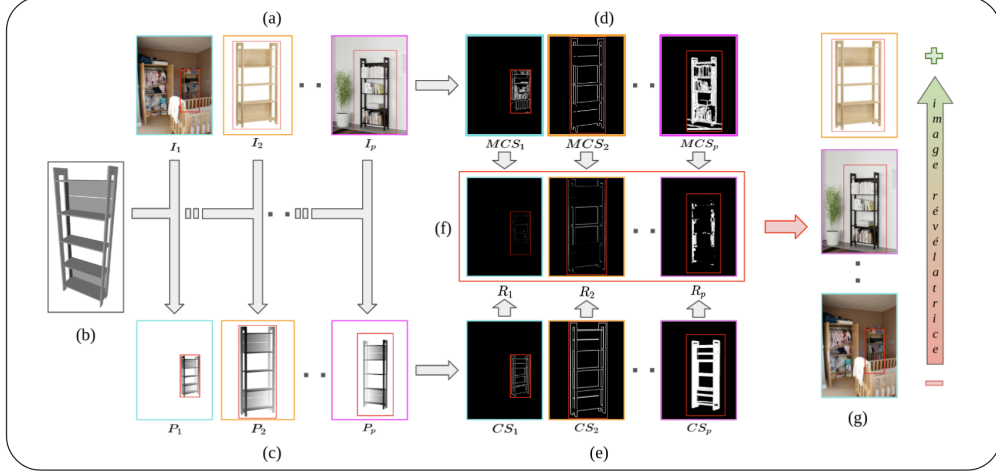 (a)
(d)
I₁
I₂
Iₚ
MCS₁
MCS₂
MCSₚ
(f)
R₁
R₂
Rₚ
(b)
P₁
P₂
Pₚ
CS₁
CS₂
CSₚ
(c)
(e)
(g)
+
image révélatrice
−